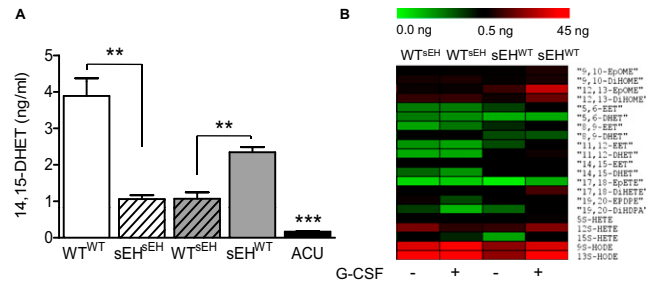 A
B
0.0 ng 0.5 ng 45 ng
WT^sEH WT^sEH sEH^WT sEH^WT
14,15-DHET (ng/ml)
5
4
3
2
1
0
**
**
***
WT^WT sEH^sEH WT^sEH sEH^WT ACU
"9,10-EpOME"
"9,10-DiHOME"
"12,13-EpOME"
"12,13-DiHOME"
"5,6-EET"
"5,6-DHET"
"8,9-EET"
"8,9-DHET"
"11,12-EET"
"11,12-DHET"
"14,15-EET"
"14,15-DHET"
"17,18-EpETE"
"17,18-DiHETE"
"19,20-EPDPE"
"19,20-DiHDPA"
5S-HETE
12S-HETE
15S-HETE
9S-HODE
13S-HODE
G-CSF - + - +